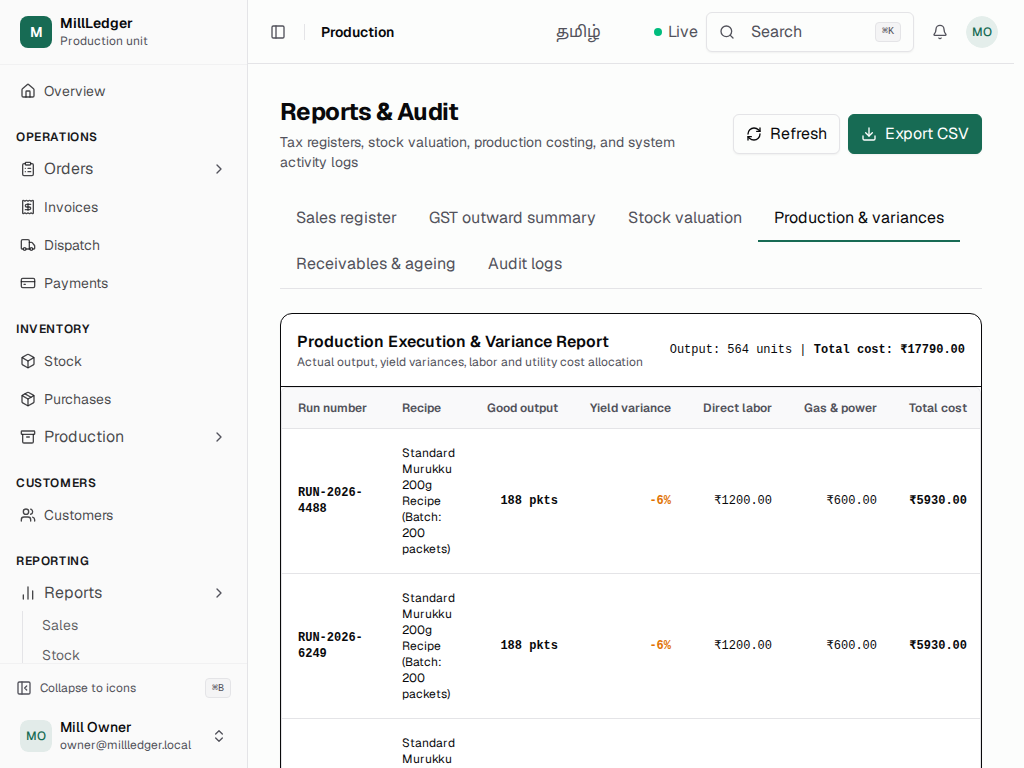 M
MillLedger
Production unit
Overview
OPERATIONS
Orders
Invoices
Dispatch
Payments
INVENTORY
Stock
Purchases
Production
CUSTOMERS
Customers
REPORTING
Reports
Sales
Stock
Collapse to icons ⌘B
MO
Mill Owner
owner@millledger.local
Production
தமிழ்
Live
Search ⌘K
MO
Reports & Audit
Tax registers, stock valuation, production costing, and system
activity logs
Refresh
Export CSV
Sales register GST outward summary Stock valuation Production & variances
Receivables & ageing Audit logs
Production Execution & Variance Report
Actual output, yield variances, labor and utility cost allocation
Output: 564 units | Total cost: ₹17790.00
Run number Recipe Good output Yield variance Direct labor Gas & power Total cost
RUN-2026-
4488
Standard
Murukku
200g
Recipe
(Batch:
200
packets)
188 pkts -6% ₹1200.00 ₹600.00 ₹5930.00
RUN-2026-
6249
Standard
Murukku
200g
Recipe
(Batch:
200
packets)
188 pkts -6% ₹1200.00 ₹600.00 ₹5930.00
Standard
Murukku